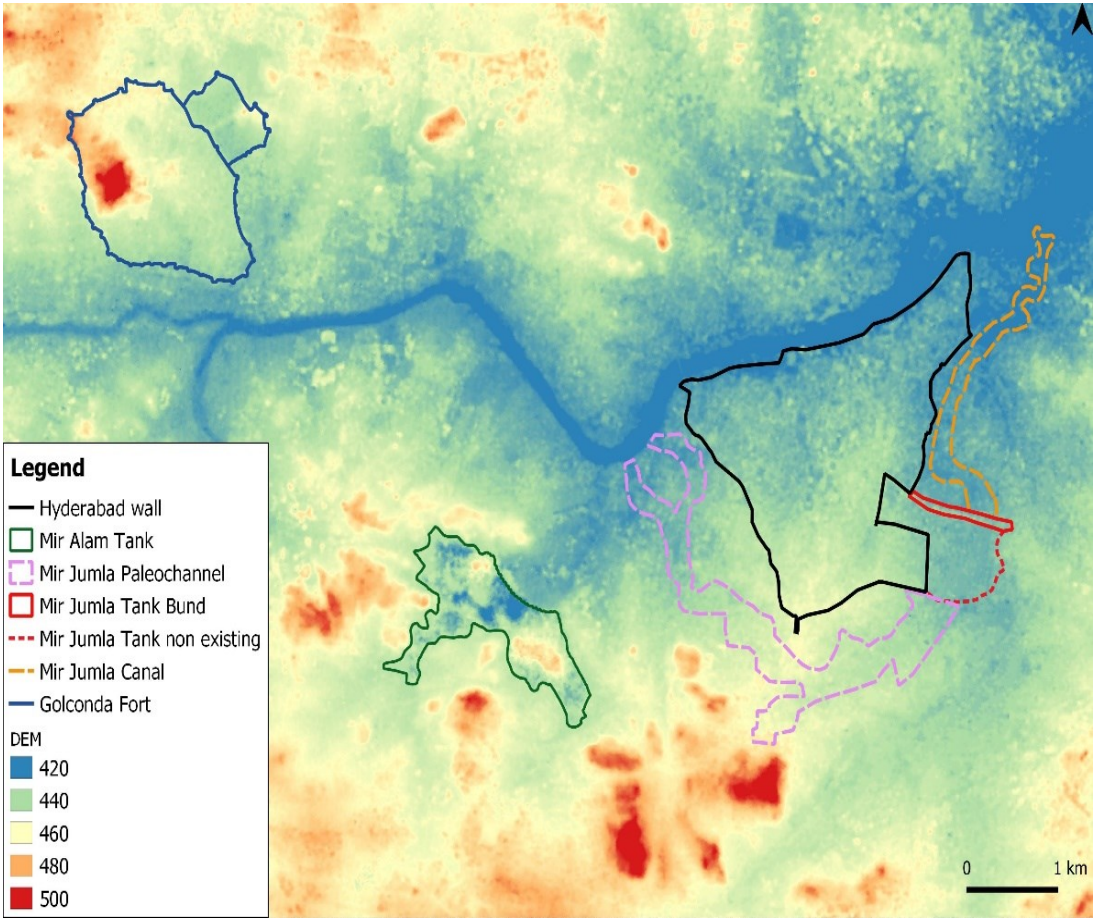 Legend
Hyderabad wall
Mir Alam Tank
Mir Jumla Paleochannel
Mir Jumla Tank Bund
Mir Jumla Tank non existing
Mir Jumla Canal
Golconda Fort
DEM
420
440
460
480
500
0 1 km